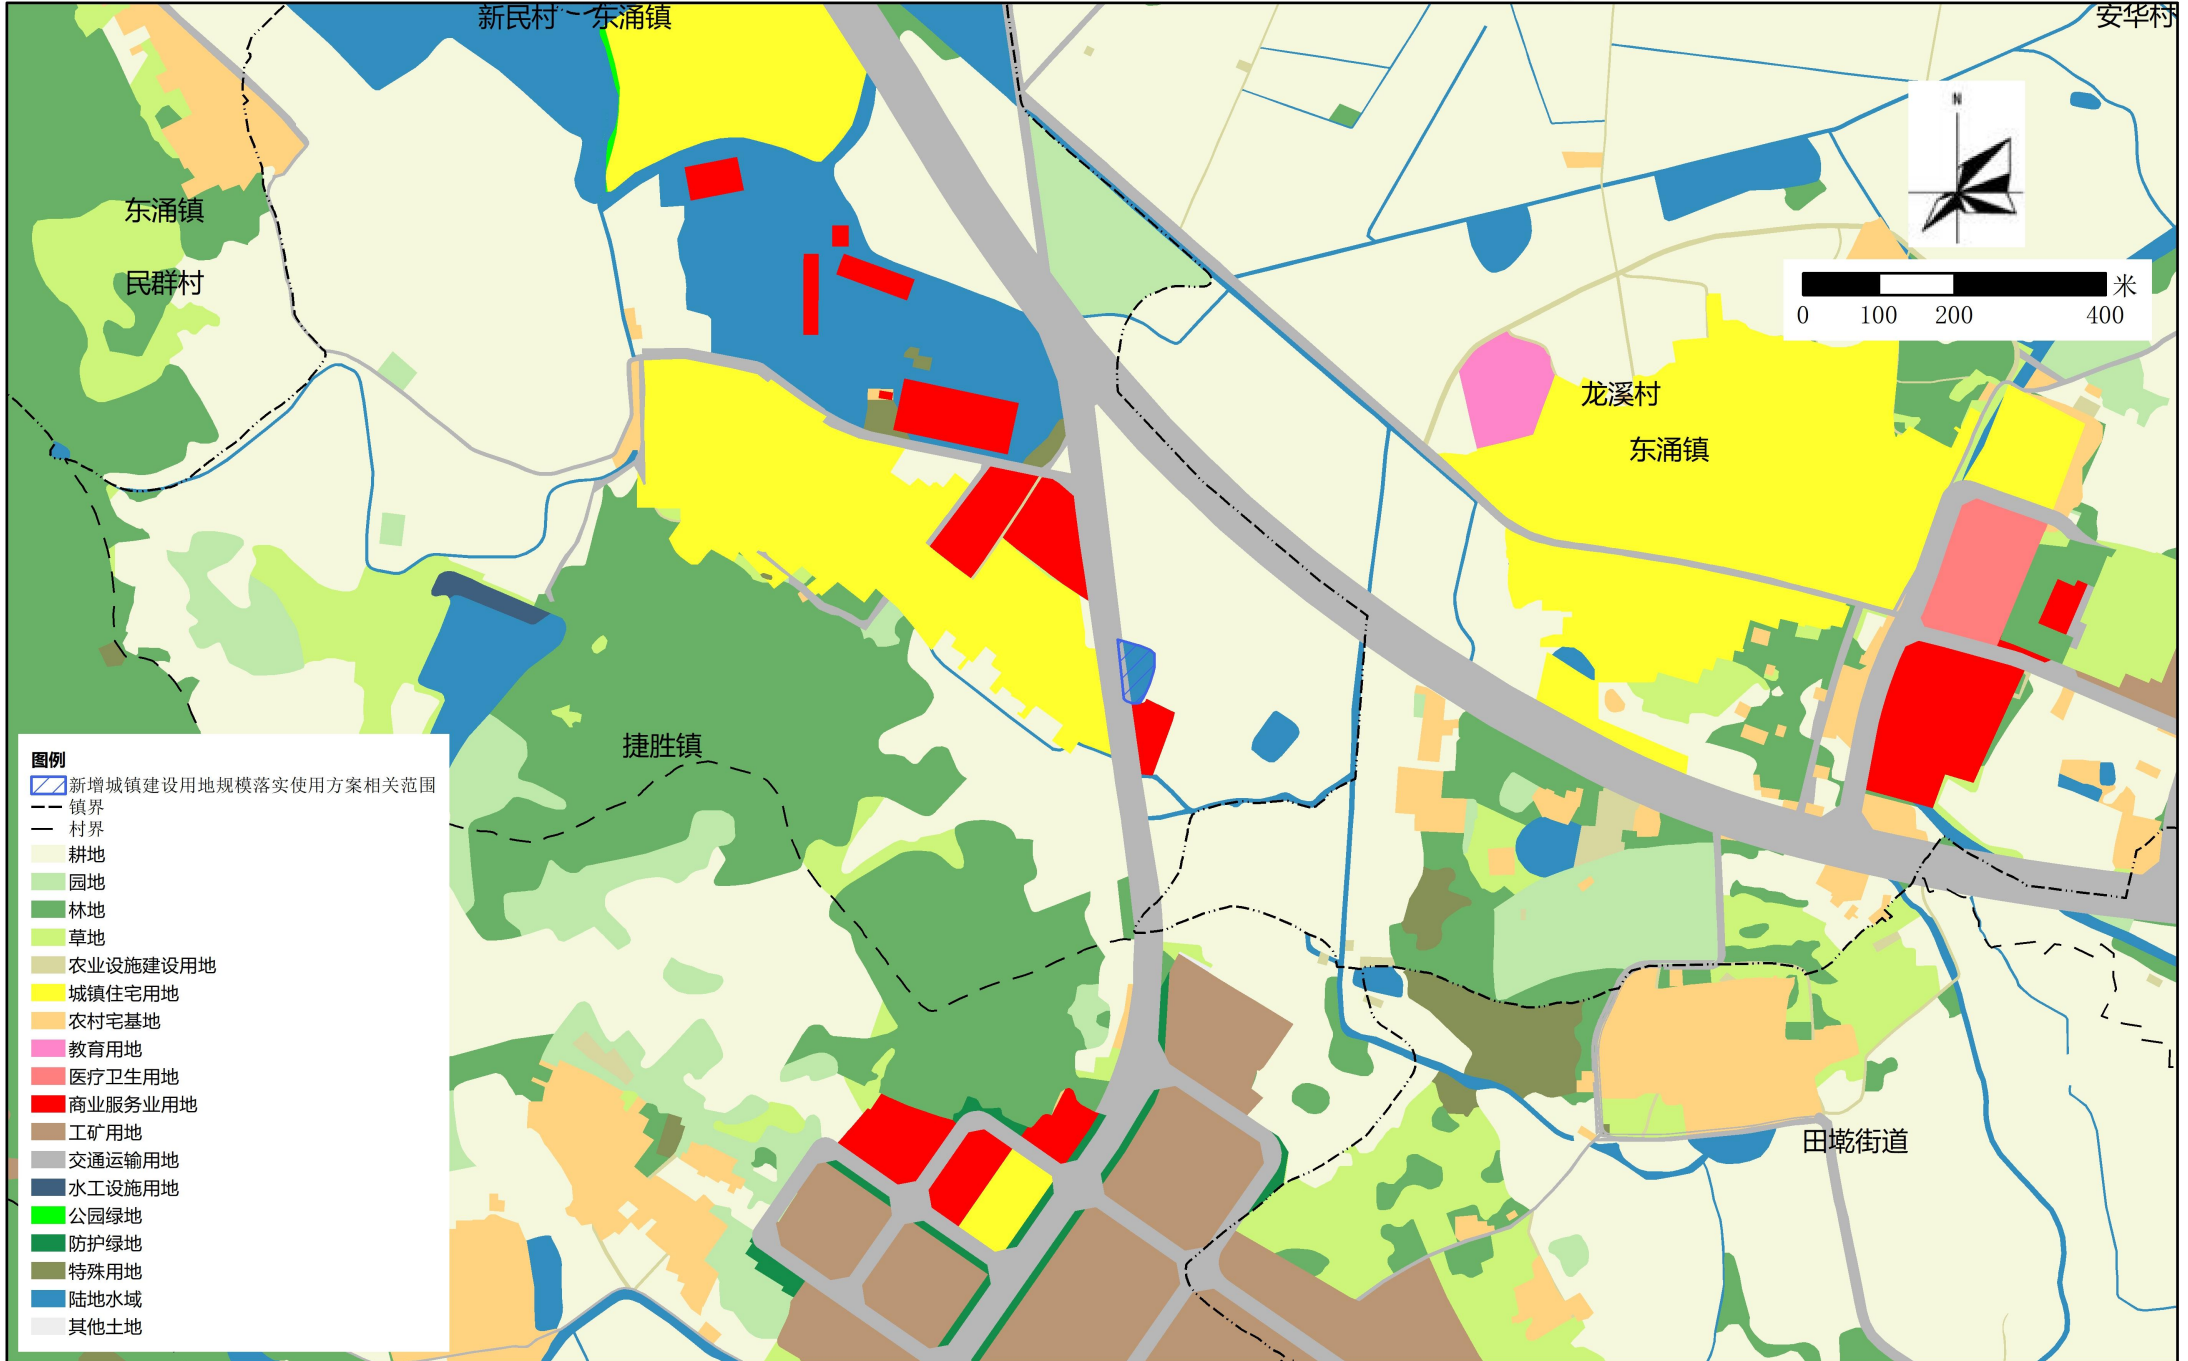 新民村 东涌镇
安华村
N
东涌镇
民群村
米
0 100 200 400
龙溪村
东涌镇
捷胜镇
田墘街道
图例
新增城镇建设用地规模落实使用方案相关范围
镇界
村界
耕地
园地
林地
草地
农业设施建设用地
城镇住宅用地
农村宅基地
教育用地
医疗卫生用地
商业服务业用地
工矿用地
交通运输用地
水工设施用地
公园绿地
防护绿地
特殊用地
陆地水域
其他土地